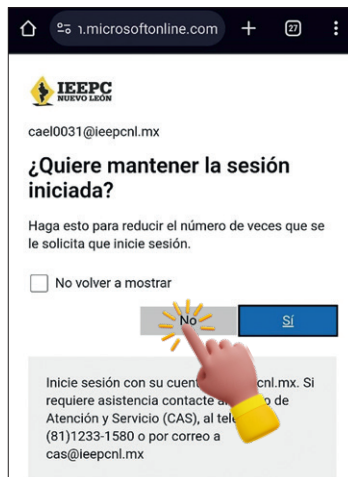 .microsoftonline.com
27
IEEPC
NUEVO LEÓN
cael0031@ieepcnl.mx
¿Quiere mantener la sesión
iniciada?
Haga esto para reducir el número de veces que se
le solicita que inicie sesión.
No volver a mostrar
No
Sí
Inicie sesión con su cuent cnl.mx. Si
requiere asistencia contacte a de
Atención y Servicio (CAS), al
(81)1233-1580 o por correo a
cas@ieepcnl.mx